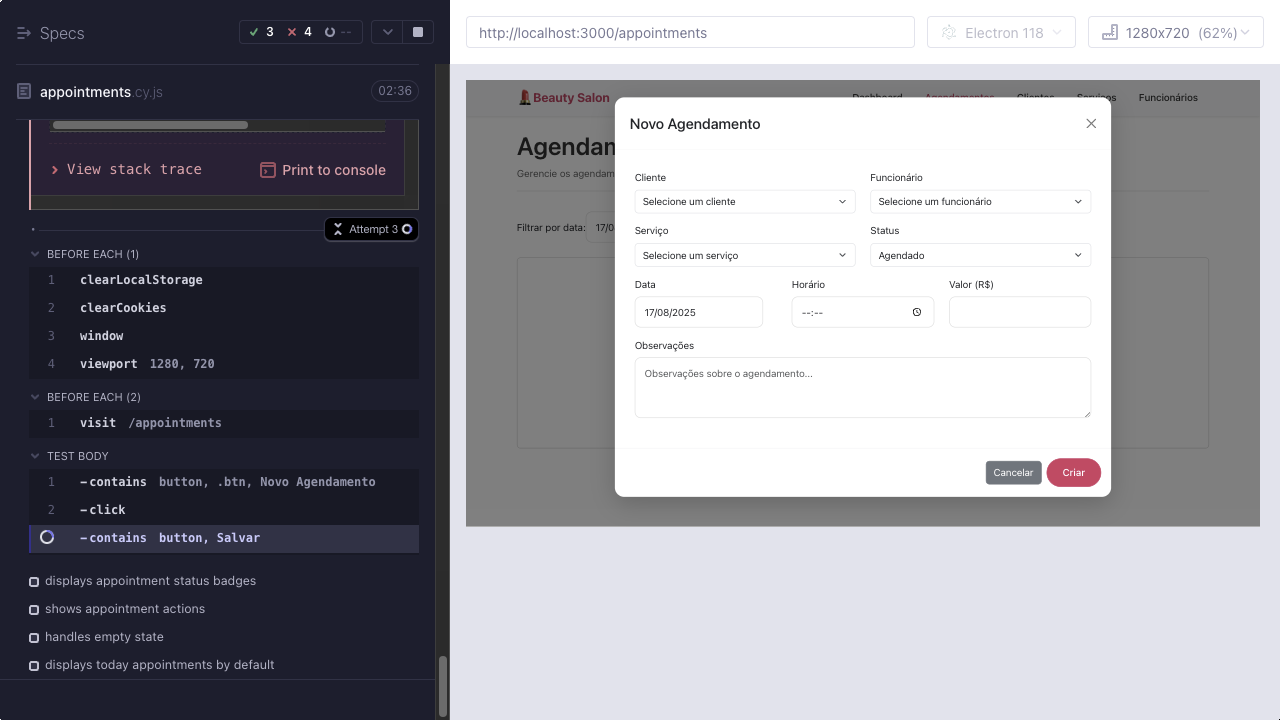 Specs
3 4 --
appointments.cy.js 02:36
View stack trace
Print to console
Attempt 3
BEFORE EACH (1)
1 clearLocalStorage
2 clearCookies
3 window
4 viewport 1280, 720
BEFORE EACH (2)
1 visit /appointments
TEST BODY
1 -contains button, .btn, Novo Agendamento
2 -click
-contains button, Salvar
displays appointment status badges
shows appointment actions
handles empty state
displays today appointments by default
http://localhost:3000/appointments
Electron 118
1280x720 (62%)
Beauty Salon
Dashboard Agendamentos Clientes Serviços Funcionários
Agendam
Gerencie os agendam
Filtrar por data: 17/0
Novo Agendamento
Cliente Funcionário
Selecione um cliente Selecione um funcionário
Serviço Status
Selecione um serviço Agendado
Data Horário Valor (R$)
17/08/2025 --:--
Observações
Observações sobre o agendamento...
Cancelar Criar